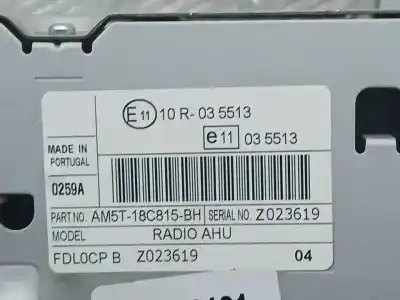 E11 10 R- 03 5513
e11 03 5513
MADE IN
PORTUGAL
0259A
PART NO. AM5T-18C815-BH SERIAL NO. Z023619
MODEL RADIO AHU
FDL0CP B Z023619 04